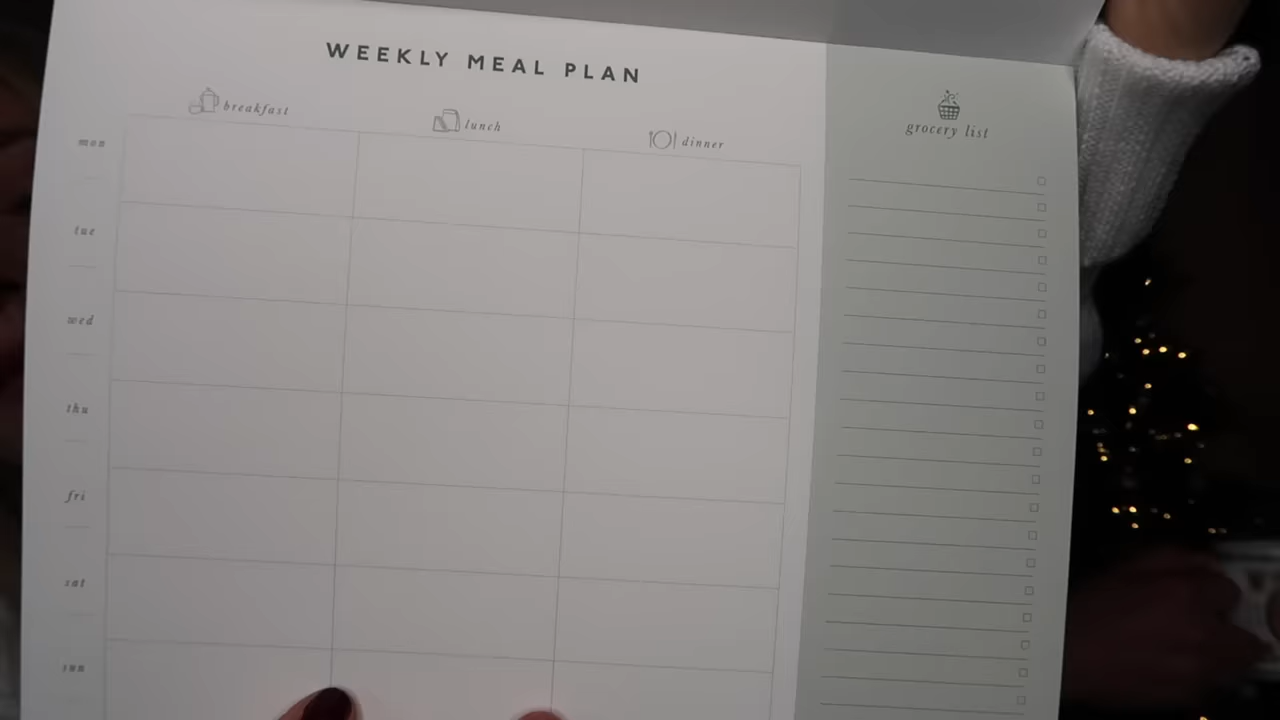 WEEKLY MEAL PLAN
breakfast
lunch
dinner
grocery list
mon
tue
wed
thu
fri
sat
sun